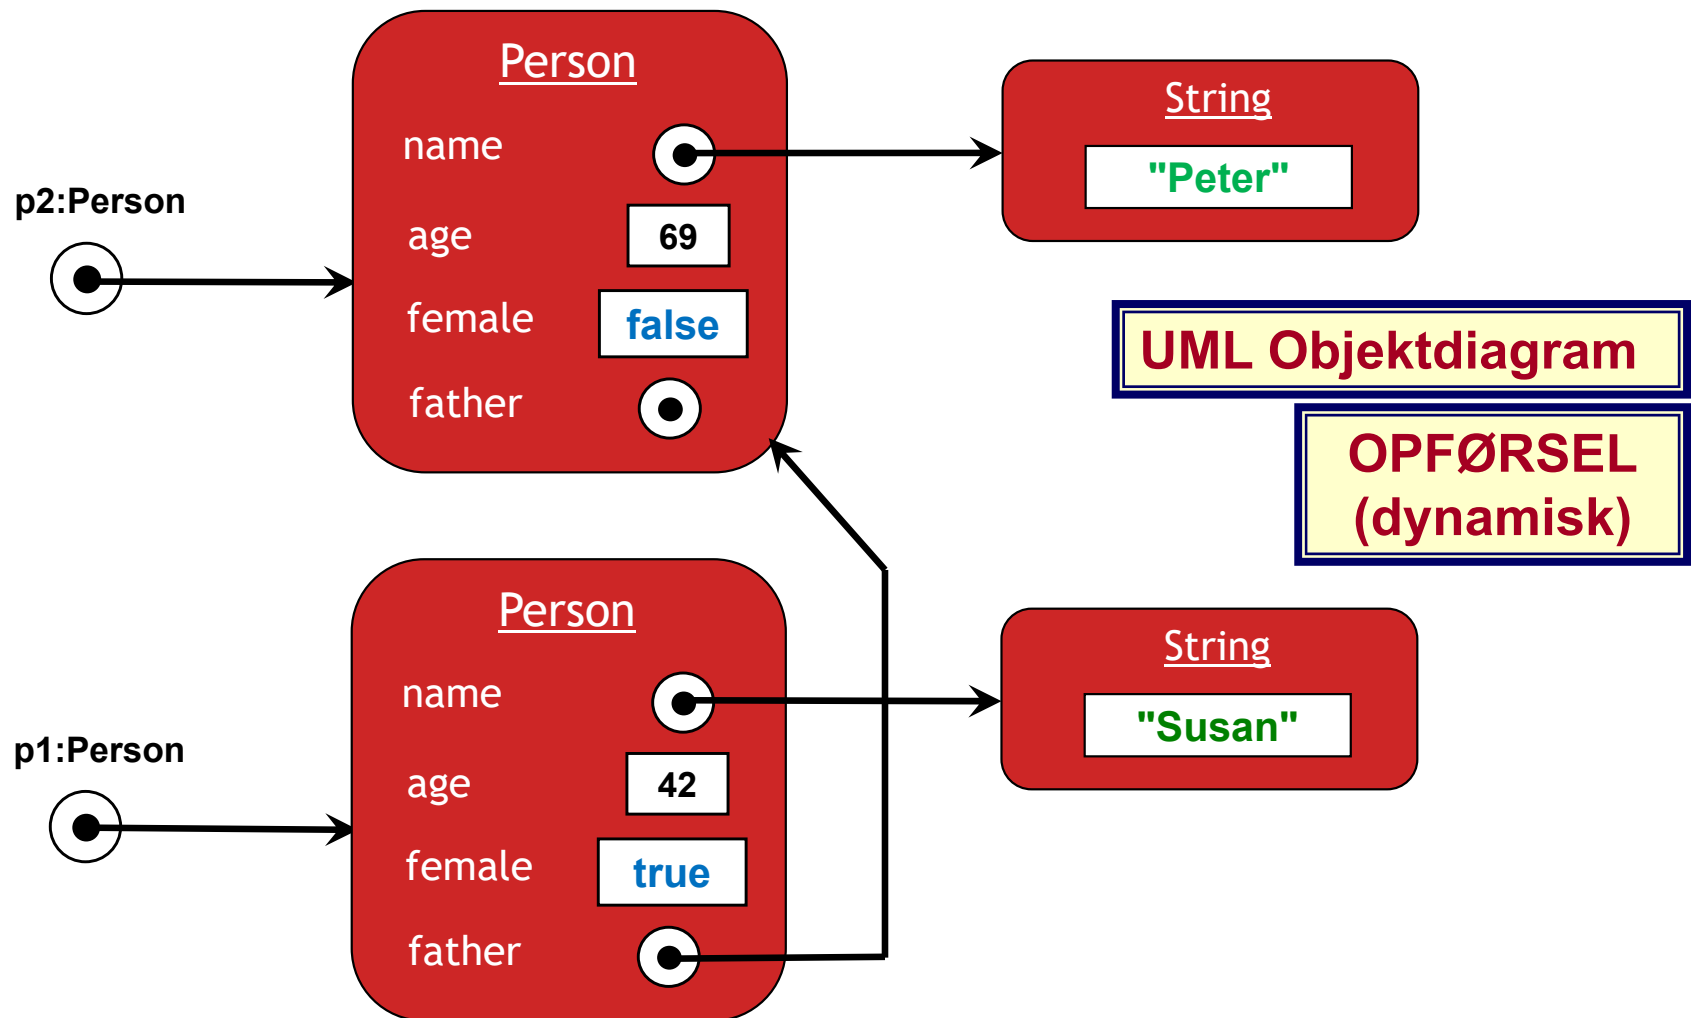 p2:Person
Person
name
age
69
female
false
father
String
"Peter"
UML Objektdiagram
OPFØRSEL
(dynamisk)
p1:Person
Person
name
age
42
female
true
father
String
"Susan"